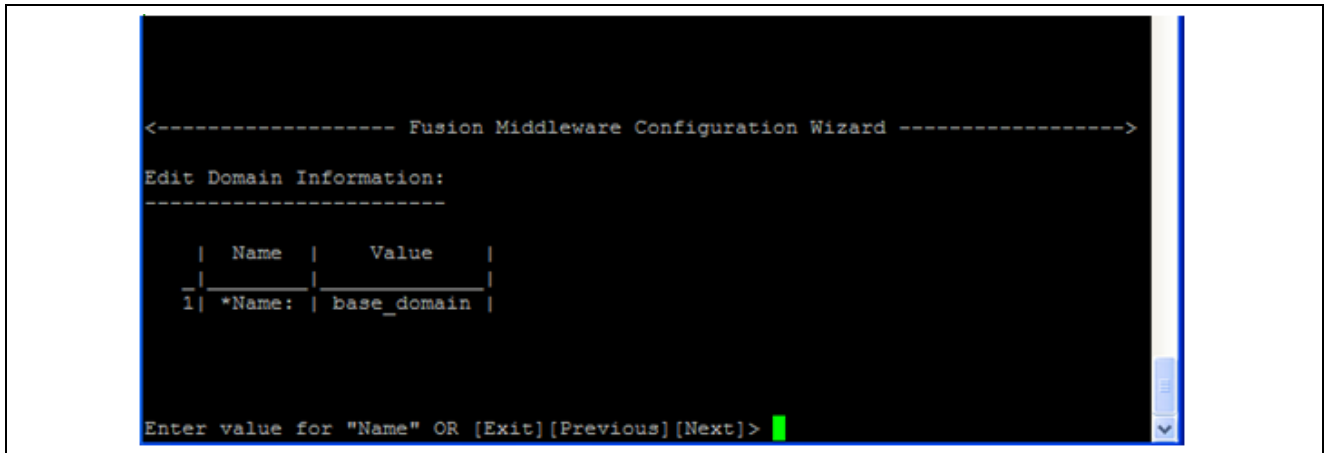 <------------------- Fusion Middleware Configuration Wizard ------------------>
Edit Domain Information:
------------------------
| Name | Value |
_|________|_____________|
1| *Name: | base_domain |
Enter value for "Name" OR [Exit][Previous][Next]>